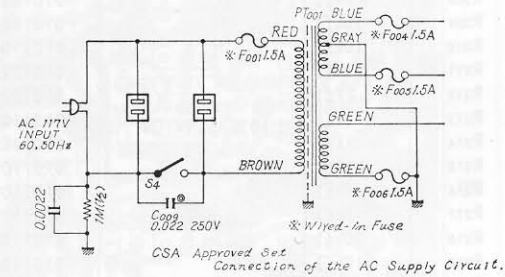 PT001 BLUE
RED
GRAY
※ F001 1.5A
※ F004 1.5A
BLUE
※ F005 1.5A
AC 117V
INPUT
60.50Hz
GREEN
BROWN
GREEN
S4
※ F006 1.5A
0.0022
1M(½)
C009
0.022 250V
※ Wired-in Fuse
CSA Approved Set
Connection of the AC Supply Circuit.